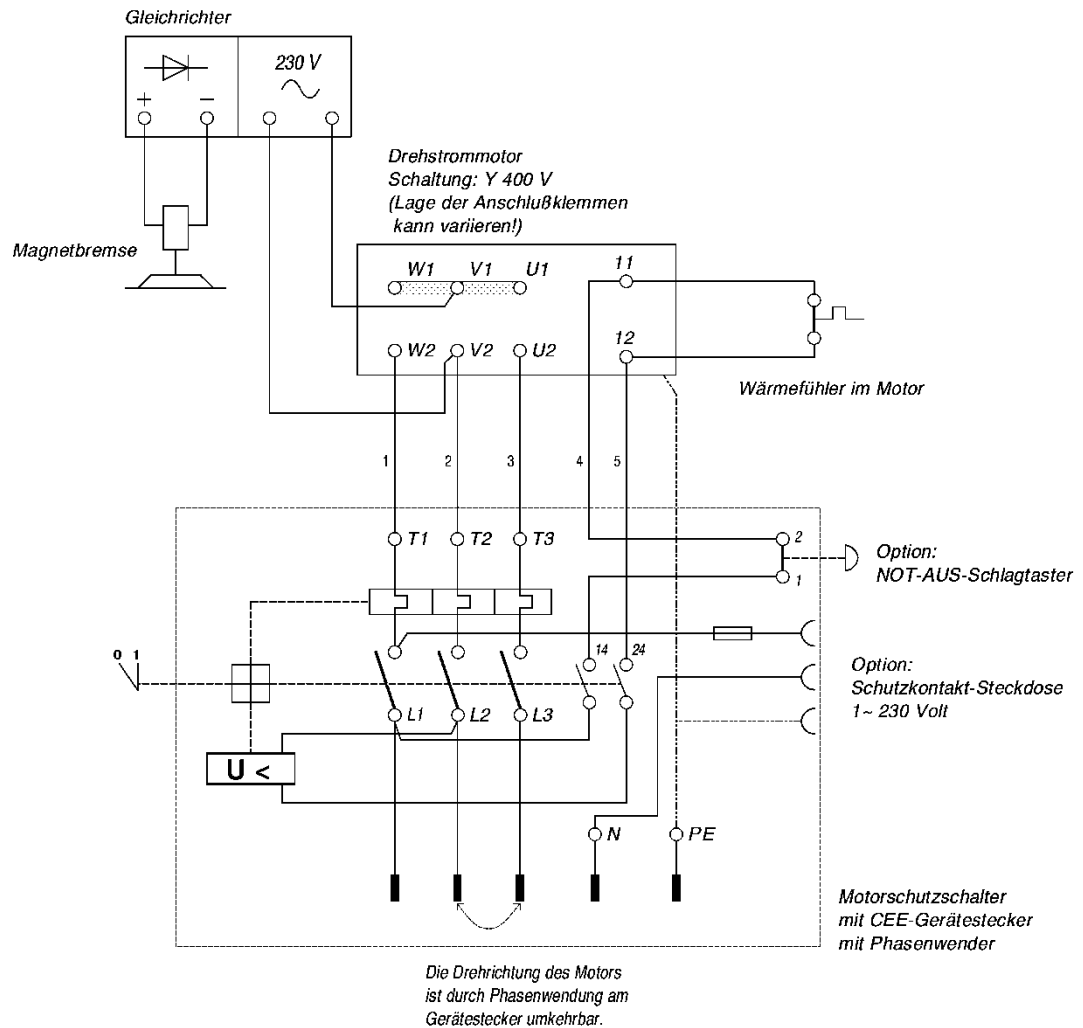 Gleichrichter
230 V
+ −
Drehstrommotor
Schaltung: Y 400 V
(Lage der Anschlußklemmen
kann variieren!)
Magnetbremse
W1 V1 U1 11
W2 V2 U2 12
Wärmefühler im Motor
1 2 3 4 5
T1 T2 T3
2
1
Option:
NOT-AUS-Schlagtaster
0 1
14 24
Option:
Schutzkontakt-Steckdose
1~ 230 Volt
L1 L2 L3
U <
N PE
Motorschutzschalter
mit CEE-Gerätestecker
mit Phasenwender
Die Drehrichtung des Motors
ist durch Phasenwendung am
Gerätestecker umkehrbar.